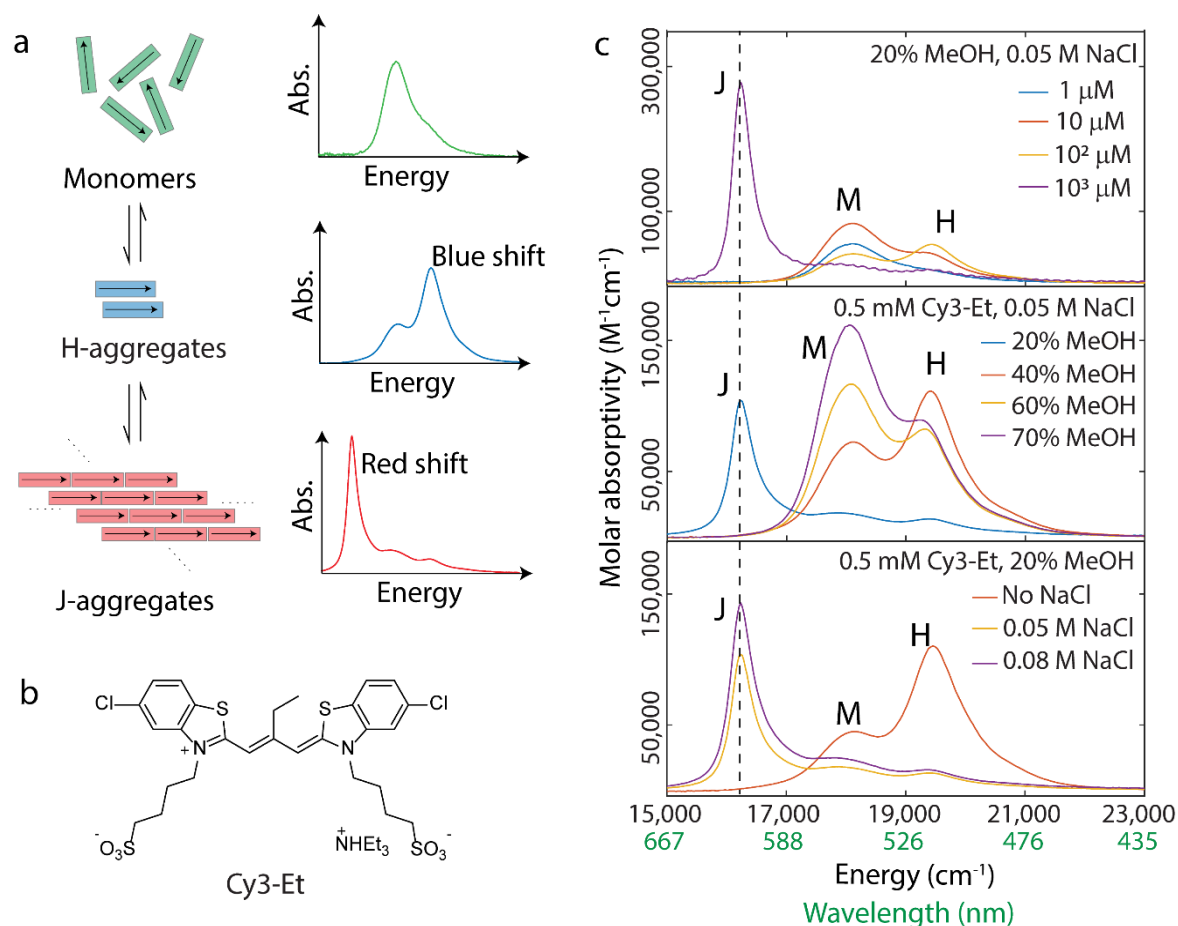 a
Monomers
H-aggregates
J-aggregates
Abs.
Energy
Abs.
Blue shift
Energy
Abs.
Red shift
Energy
b
Cl
S
S
Cl
N
+
N
-
O₃S
+
NHEt₃
SO₃
-
Cy3-Et
c
Molar absorptivity (M⁻¹cm⁻¹)
300,000
100,000
20% MeOH, 0.05 M NaCl
J
1 μM
10 μM
10² μM
10³ μM
M
H
150,000
50,000
0.5 mM Cy3-Et, 0.05 M NaCl
M
H
J
20% MeOH
40% MeOH
60% MeOH
70% MeOH
150,000
50,000
0.5 mM Cy3-Et, 20% MeOH
J
H
No NaCl
0.05 M NaCl
0.08 M NaCl
M
15,000 17,000 19,000 21,000 23,000
667 588 526 476 435
Energy (cm⁻¹)
Wavelength (nm)